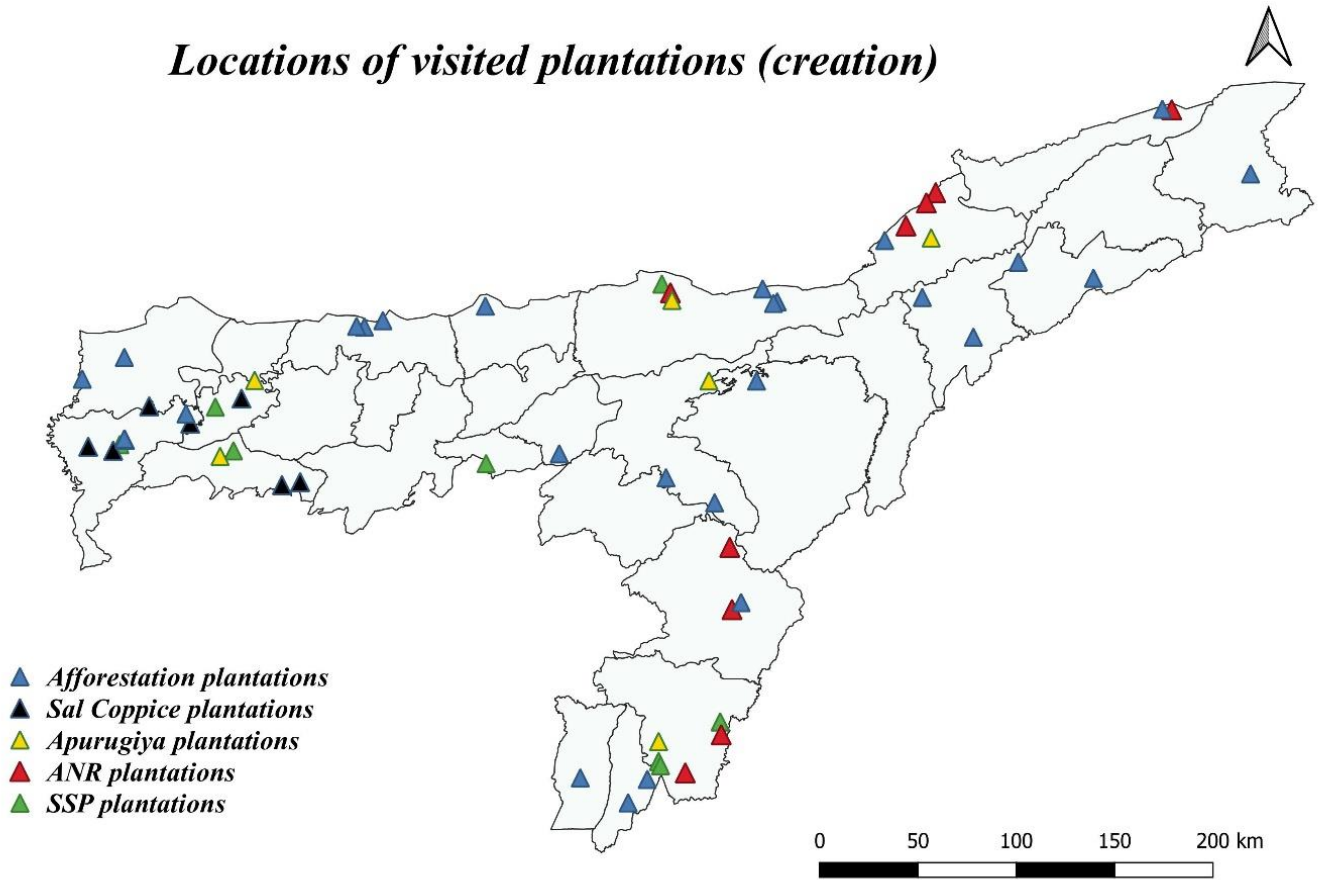 Locations of visited plantations (creation)
Afforestation plantations
Sal Coppice plantations
Apurugiya plantations
ANR plantations
SSP plantations
0 50 100 150 200 km